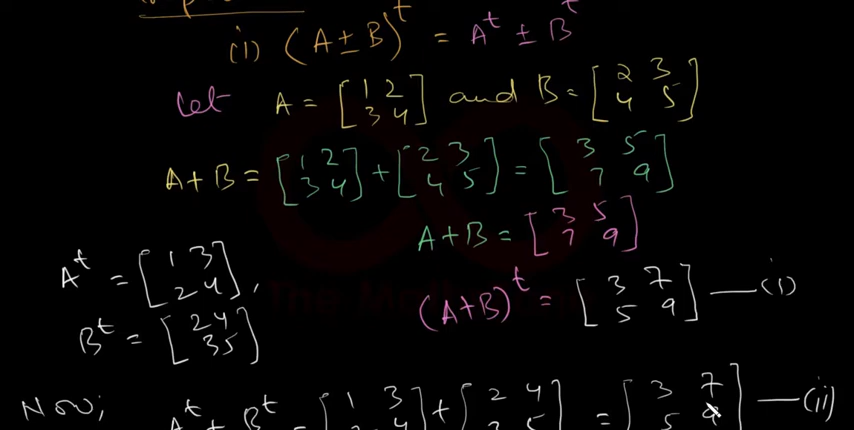 (i) (A ± B)^t = A^t ± B^t
Let A = [1 2; 3 4] and B = [2 3; 4 5]
A + B = [1 2; 3 4] + [2 3; 4 5] = [3 5; 7 9]
A + B = [3 5; 7 9]
A^t = [1 3; 2 4],
(A+B)^t = [3 7; 5 9] — (i)
B^t = [2 4; 3 5]
Now; A^t + B^t = [1 3; 2 4] + [2 4; 3 5] = [3 7; 5 9] — (ii)